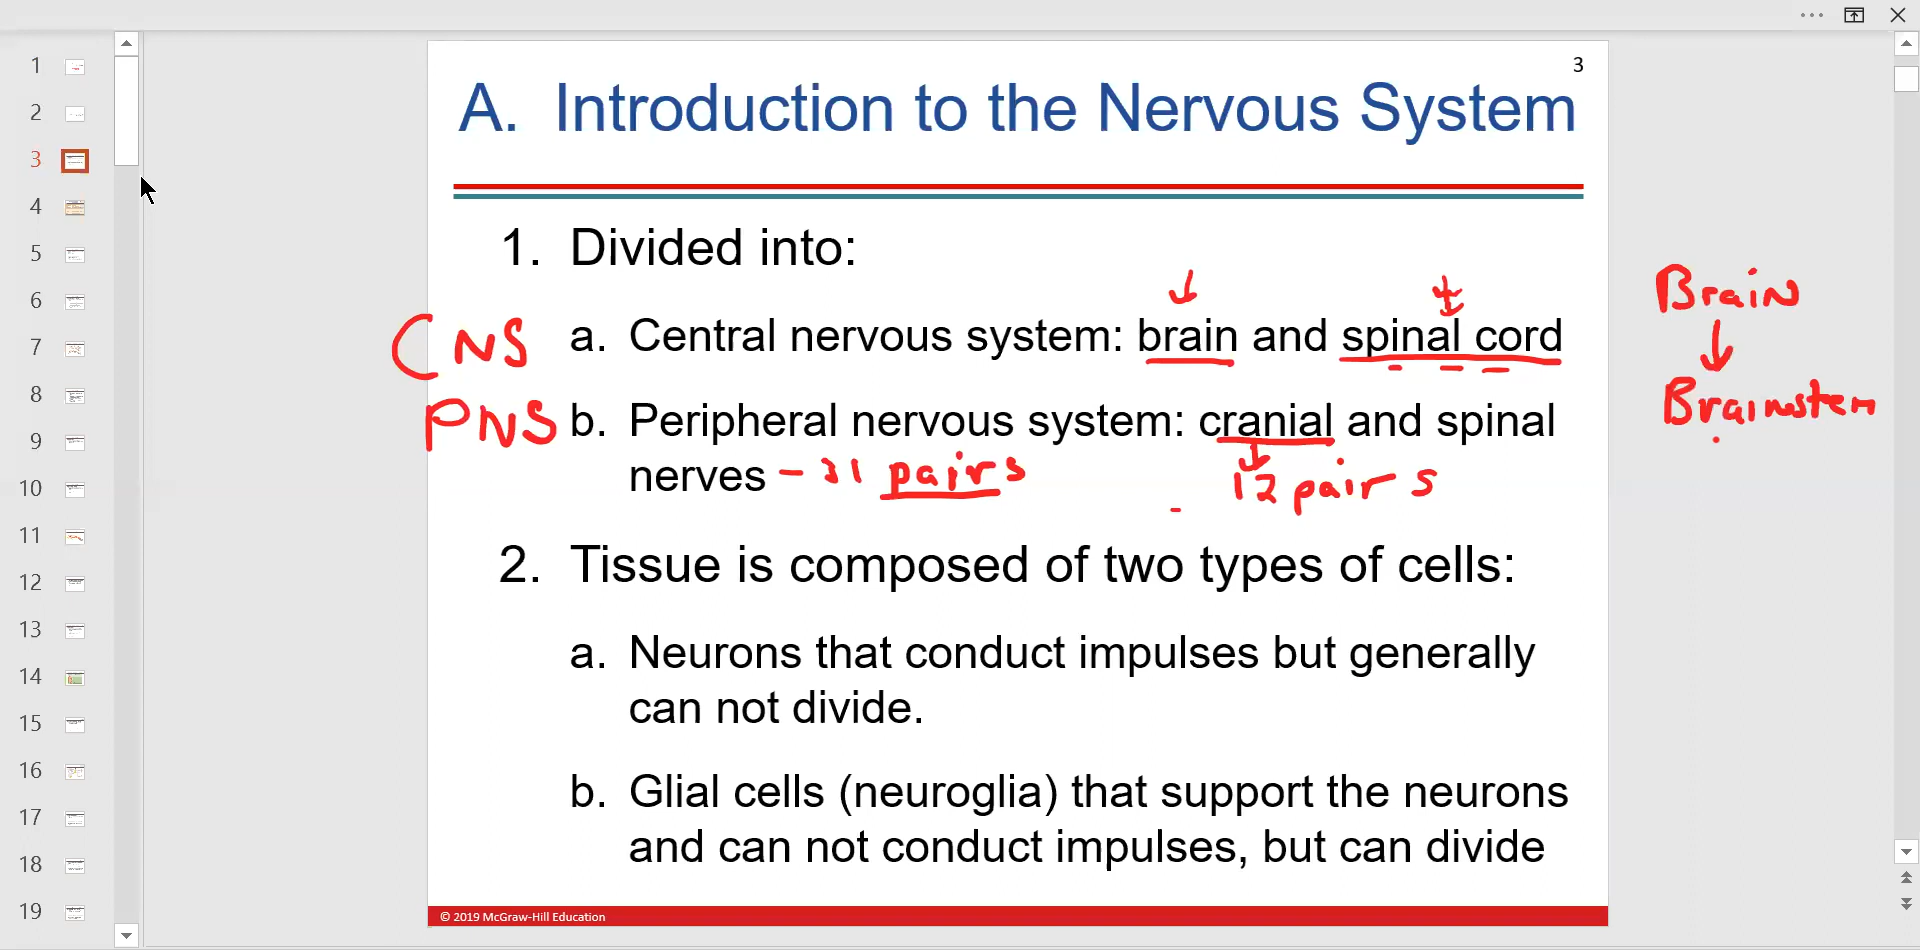 3
A. Introduction to the Nervous System
1. Divided into:
CNS a. Central nervous system: brain and spinal cord
PNS b. Peripheral nervous system: cranial and spinal
nerves - 31 pairs
12 pairs
2. Tissue is composed of two types of cells:
a. Neurons that conduct impulses but generally
can not divide.
b. Glial cells (neuroglia) that support the neurons
and can not conduct impulses, but can divide
© 2019 McGraw-Hill Education
Brain
Brainstem
1
2
3
4
5
6
7
8
9
10
11
12
13
14
15
16
17
18
19